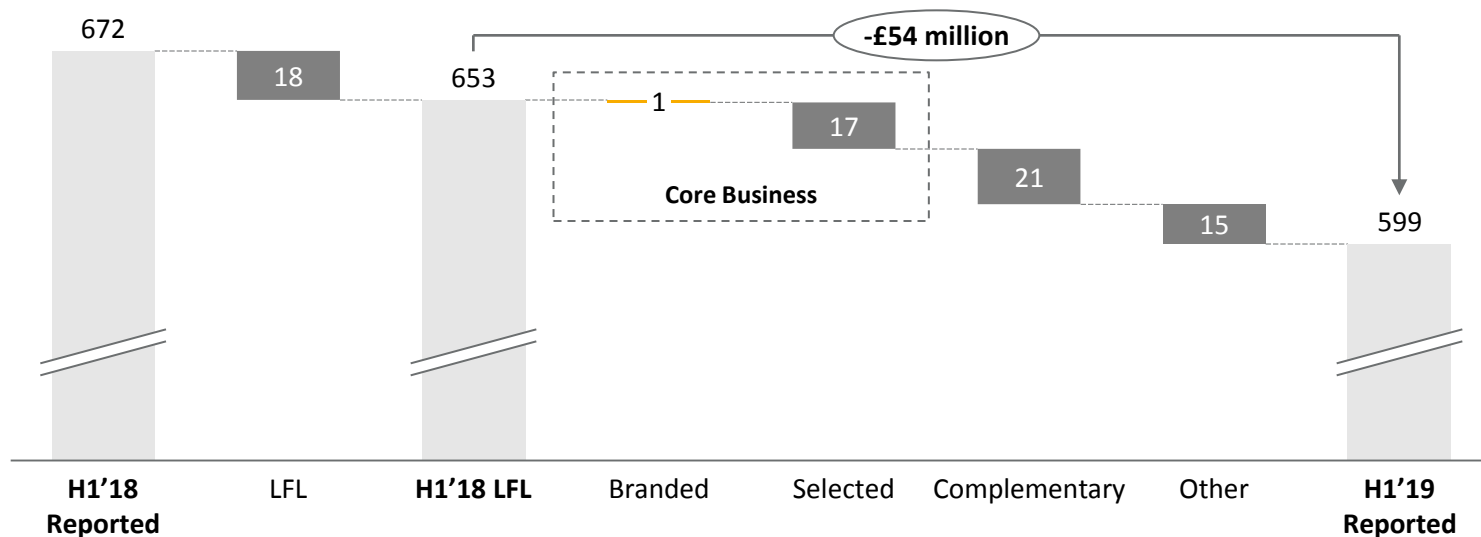 672
18
653
1
17
21
15
599
-£54 million
Core Business
H1’18
Reported
LFL
H1’18 LFL
Branded
Selected
Complementary
Other
H1’19
Reported